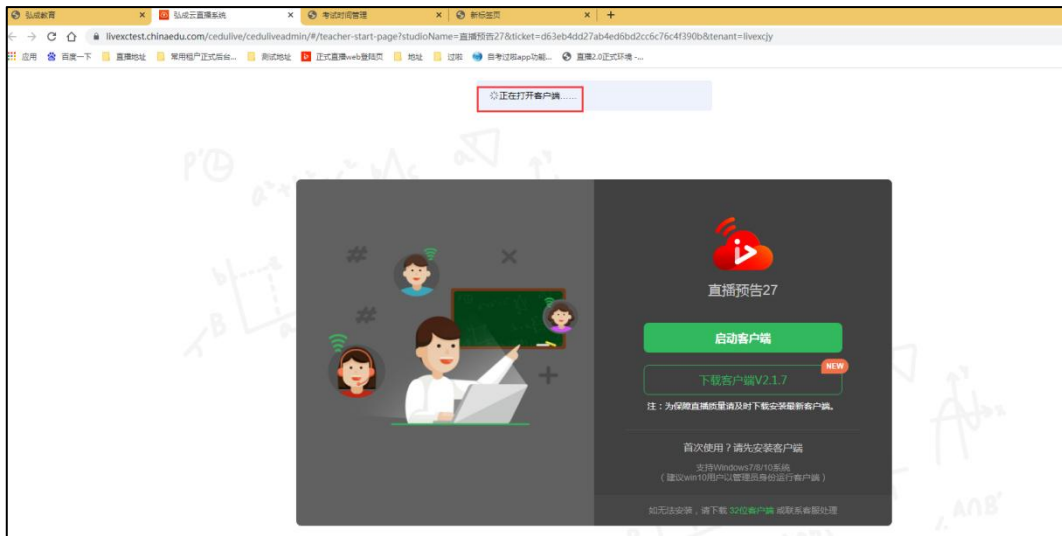 弘成教育
弘成云直播系统
考试时间管理
新标签页
livexctest.chinaedu.com/cedulive/ceduliveadmin/#/teacher-start-page?studioName=直播预告27&ticket=d63eb4dd27ab4ed6bd2cc6c76c4f390b&tenant=livexcjy
应用 百度一下 直播地址 常用租户正式后台... 测试地址 正式直播web登陆页 地址 过啦 自考过啦app功能... 直播2.0正式环境 -...
正在打开客户端......
直播预告27
启动客户端
NEW
下载客户端V2.1.7
注：为保障直播质量请及时下载安装最新客户端。
首次使用？请先安装客户端
支持Windows7/8/10系统
（ 建议win10用户以管理员身份运行客户端 ）
如无法安装，请下载 32位客户端 或联系客服处理